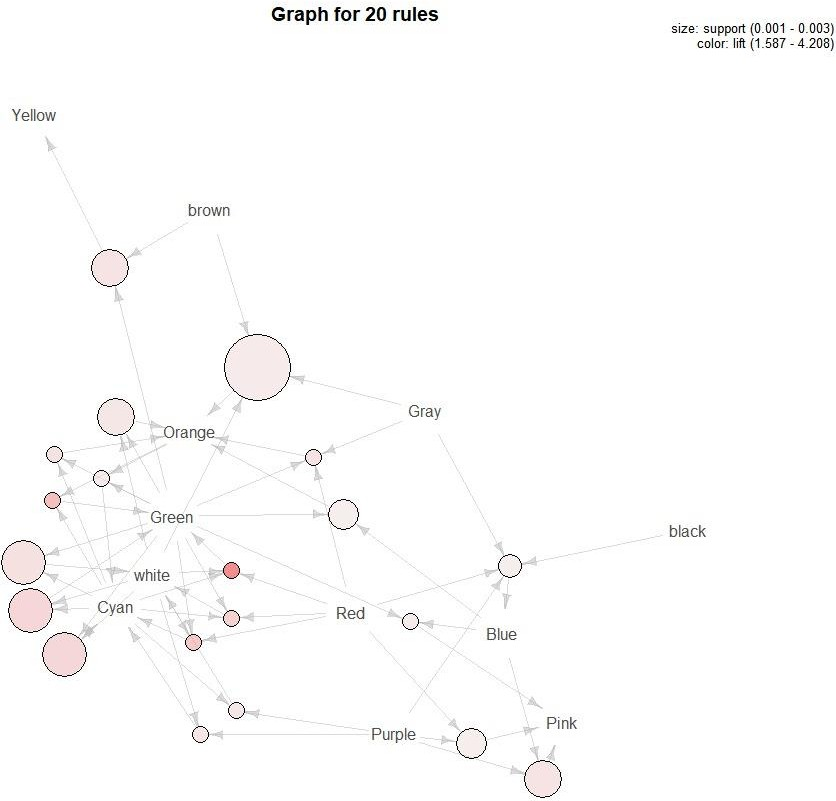 Graph for 20 rules
size: support (0.001 - 0.003)
color: lift (1.587 - 4.208)
Yellow
brown
Gray
Orange
Green
black
white
Cyan
Red
Blue
Pink
Purple